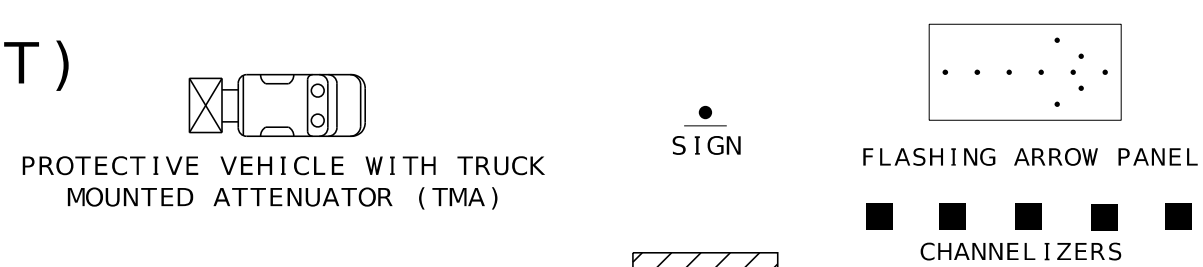 T)
SIGN
FLASHING ARROW PANEL
PROTECTIVE VEHICLE WITH TRUCK
MOUNTED ATTENUATOR (TMA)
CHANNELIZERS